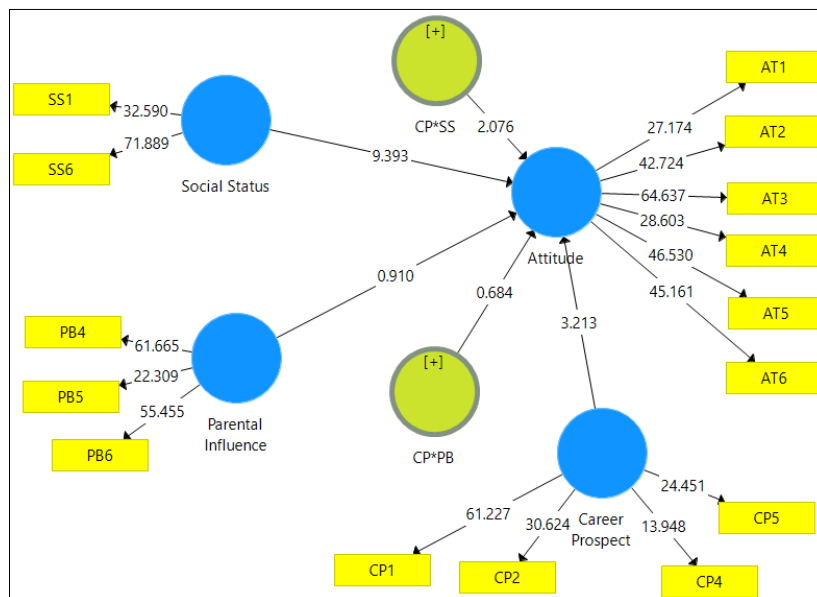 [+]
CP*SS
2.076
SS1
32.590
SS6
71.889
Social Status
9.393
AT1
27.174
AT2
42.724
AT3
64.637
AT4
28.603
AT5
46.530
AT6
45.161
Attitude
0.910
0.684
3.213
PB4
61.665
PB5
22.309
PB6
55.455
Parental
Influence
[+]
CP*PB
Career
Prospect
61.227
30.624
13.948
24.451
CP1
CP2
CP4
CP5